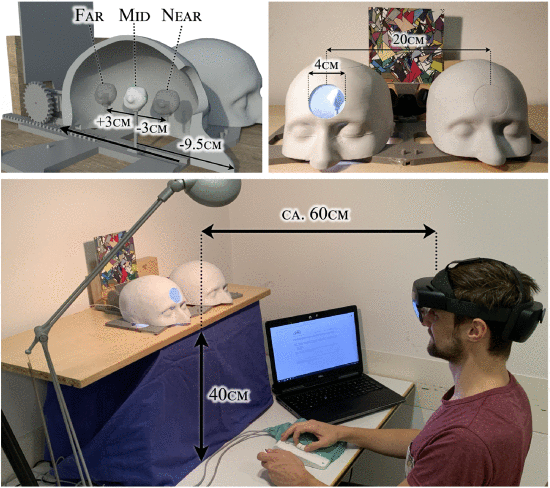 Far Mid Near
+3cm
-3cm
-9.5cm
20cm
4cm
ca. 60cm
40cm